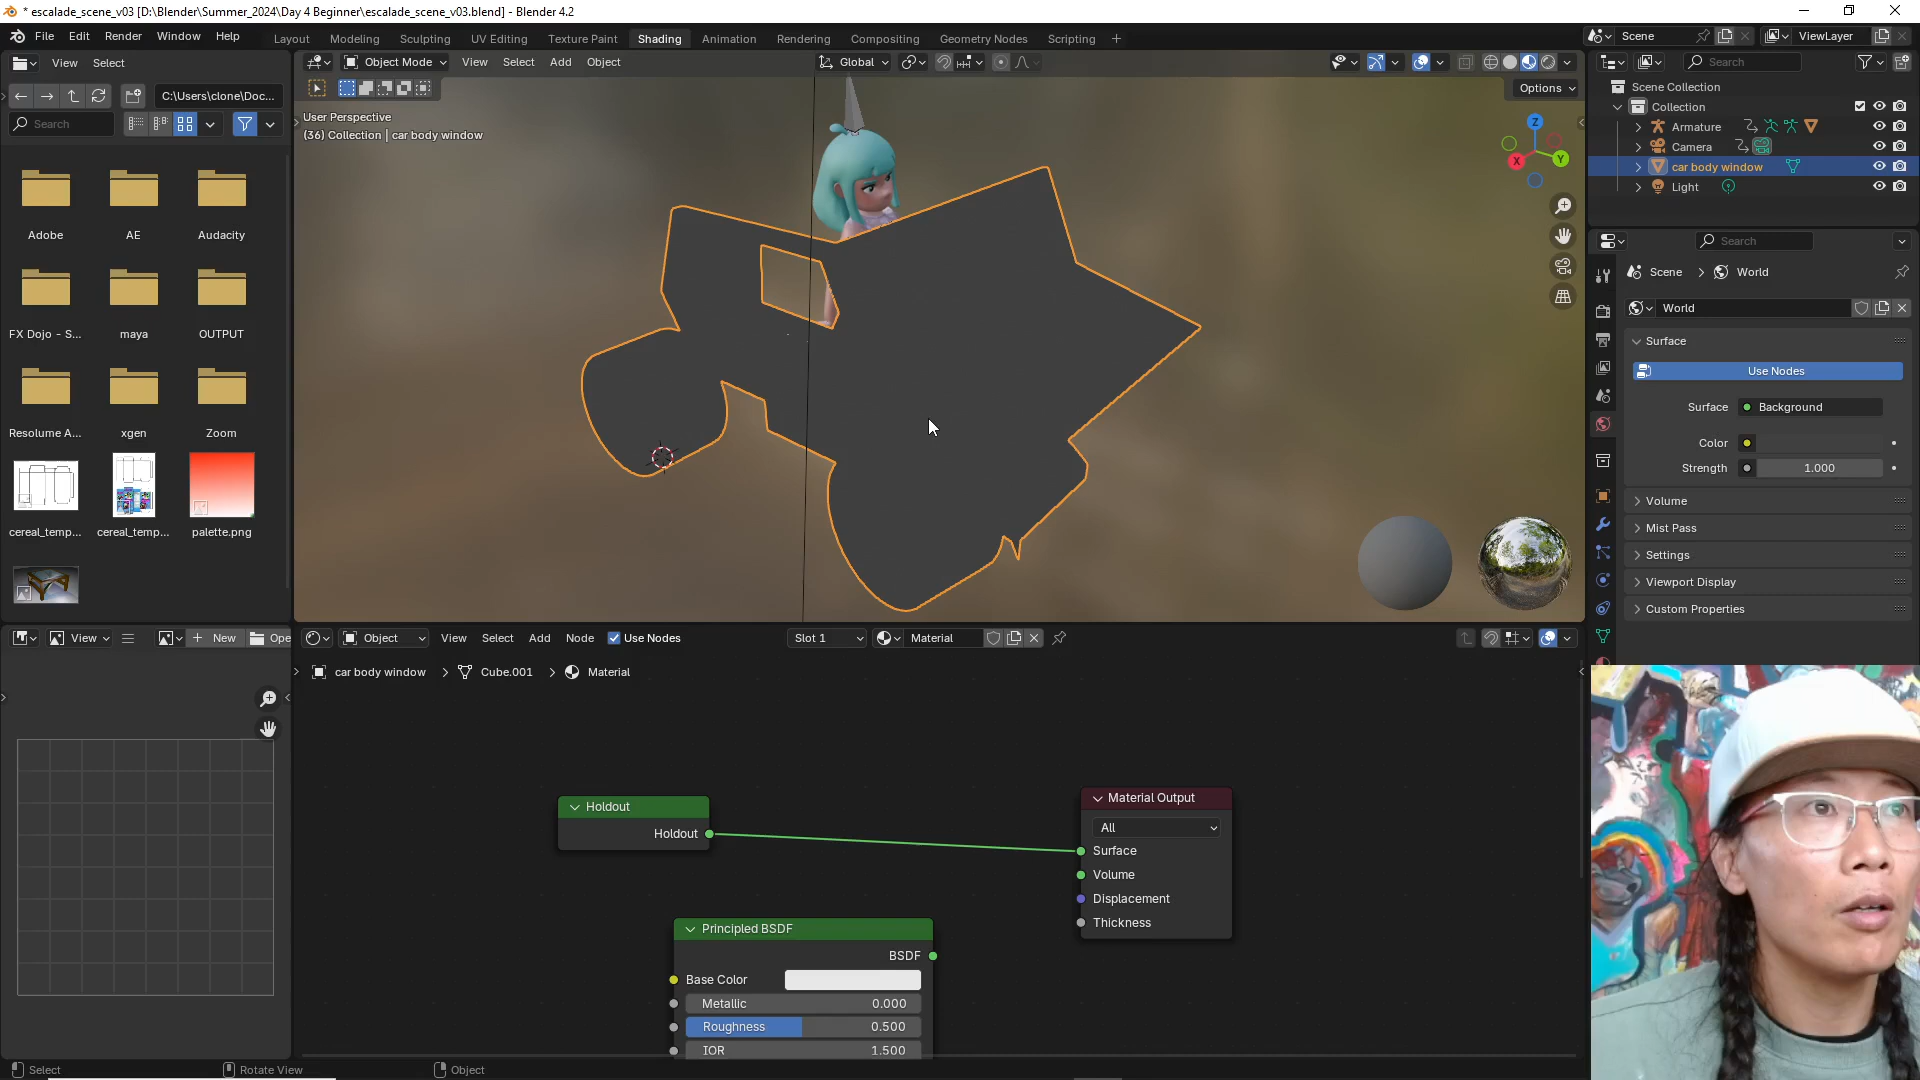 * escalade_scene_v03 [D:\Blender\Summer_2024\Day 4 Beginner\escalade_scene_v03.blend] - Blender 4.2
File Edit Render Window Help
Layout Modeling Sculpting UV Editing Texture Paint Shading Animation Rendering Compositing Geometry Nodes Scripting +
Scene
ViewLayer
View Select
C:\Users\clone\Doc...
Search
Adobe AE Audacity
FX Dojo - S... maya OUTPUT
Resolume A... xgen Zoom
cereal_temp... cereal_temp... palette.png
Object Mode View Select Add Object
Global
Options
User Perspective
(36) Collection | car body window
Z
X Y
Search
Scene Collection
Collection
Armature
Camera
car body window
Light
Search
Scene > World
World
Surface
Use Nodes
Surface Background
Color
Strength 1.000
Volume
Mist Pass
Settings
Viewport Display
Custom Properties
View New Ope
Object View Select Add Node Use Nodes Slot 1 Material
car body window > Cube.001 > Material
Holdout
Holdout
Material Output
All
Surface
Volume
Displacement
Thickness
Principled BSDF
BSDF
Base Color
Metallic 0.000
Roughness 0.500
IOR 1.500
Select Rotate View Object